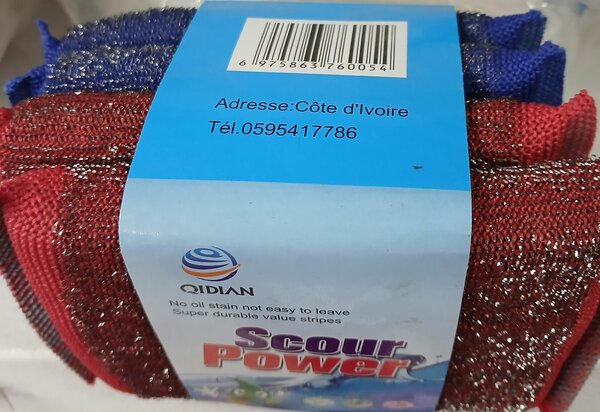 6 975863 760054
Adresse:Côte d'Ivoire
Tél.0595417786
QIDIAN
No oil stain not easy to leave
Super durable value stripes
Scour
Power